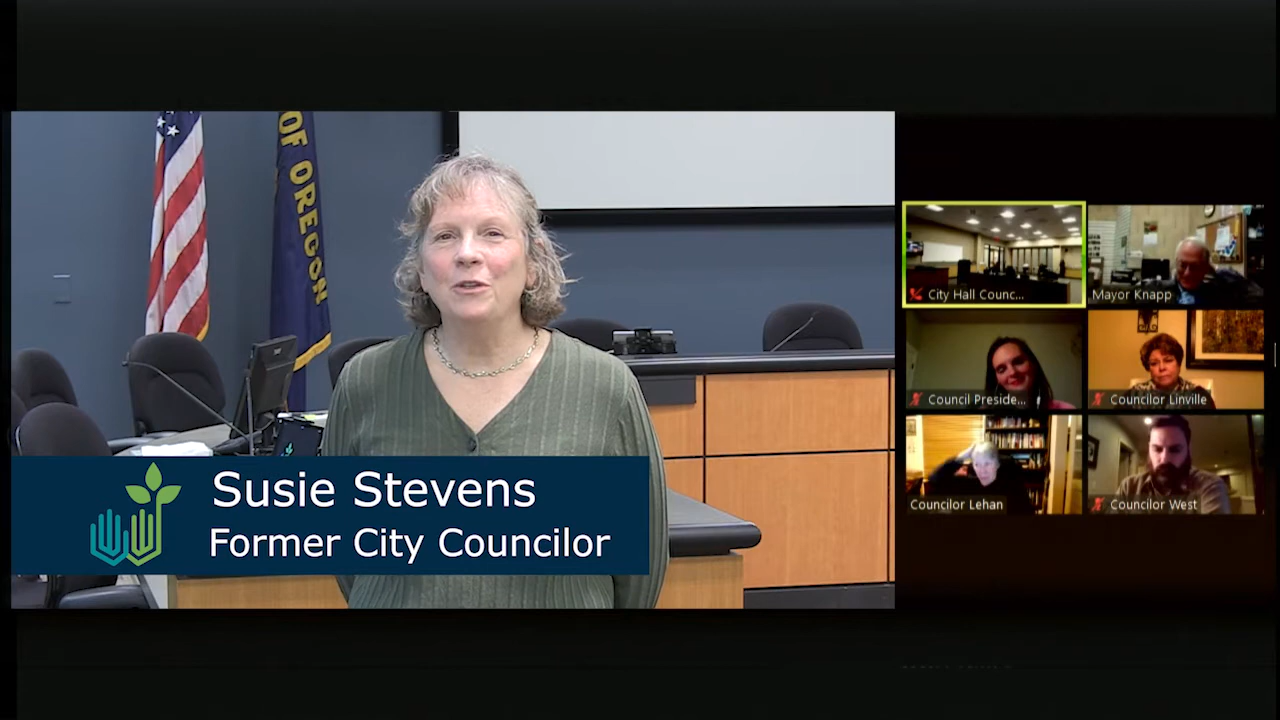 OF OREGON
Susie Stevens
Former City Councilor
City Hall Counc...
Mayor Knapp
Council Preside...
Councilor Linville
Councilor Lehan
Councilor West